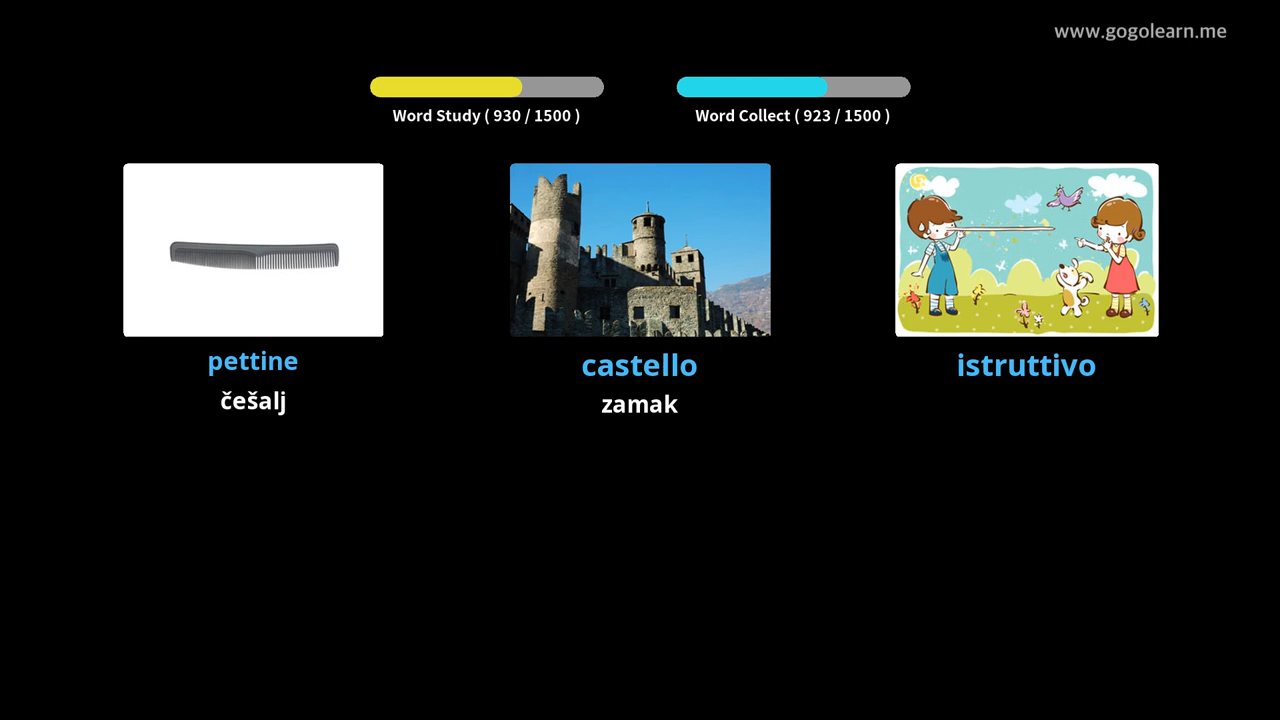 www.gogolearn.me
Word Study ( 930 / 1500 )
Word Collect ( 923 / 1500 )
pettine
castello
istruttivo
češalj
zamak